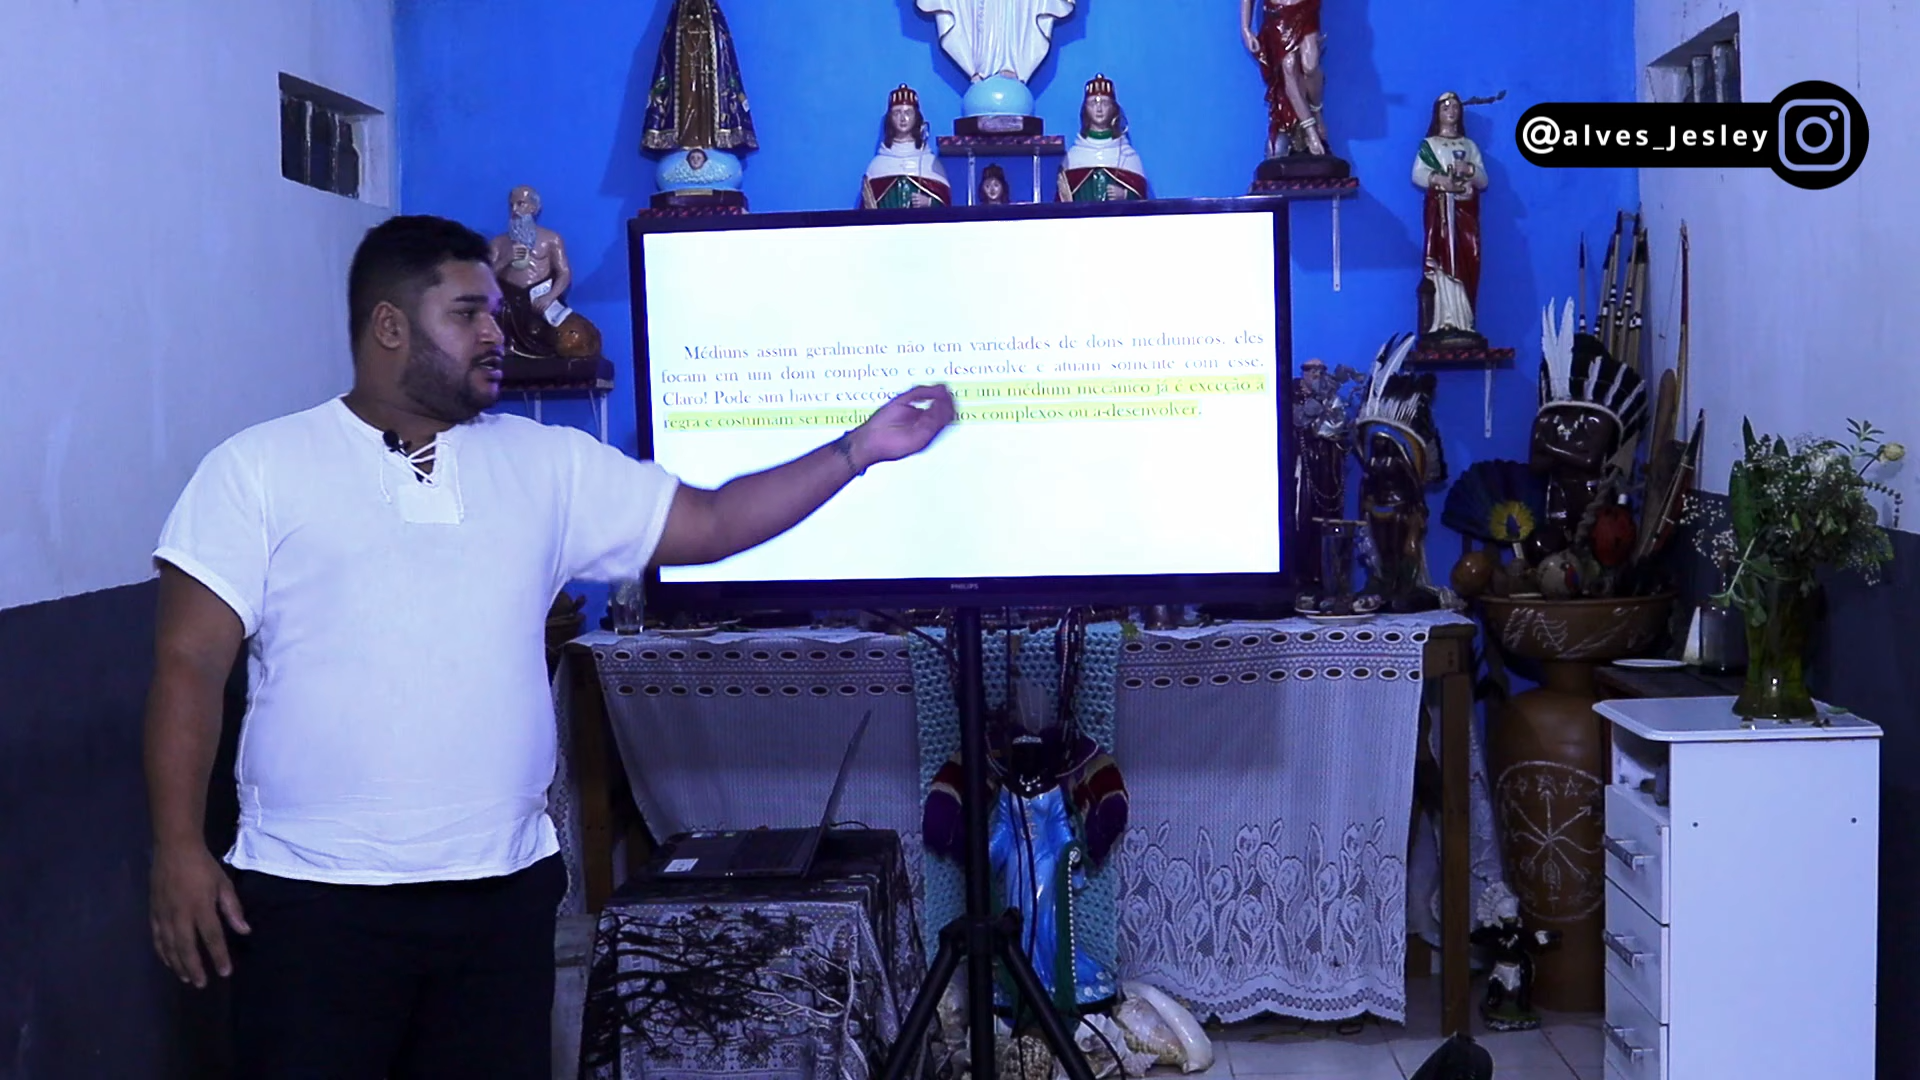 @alves_Jesley
Médiuns assim geralmente não tem variedades de dons mediúnicos, eles
focam em um dom complexo e o desenvolve e atuam somente com esse.
Claro! Pode sim haver exceções ser um médium mecânico já é exceção a
regra e costumam ser complexos ou a-desenvolver.
PHILIPS